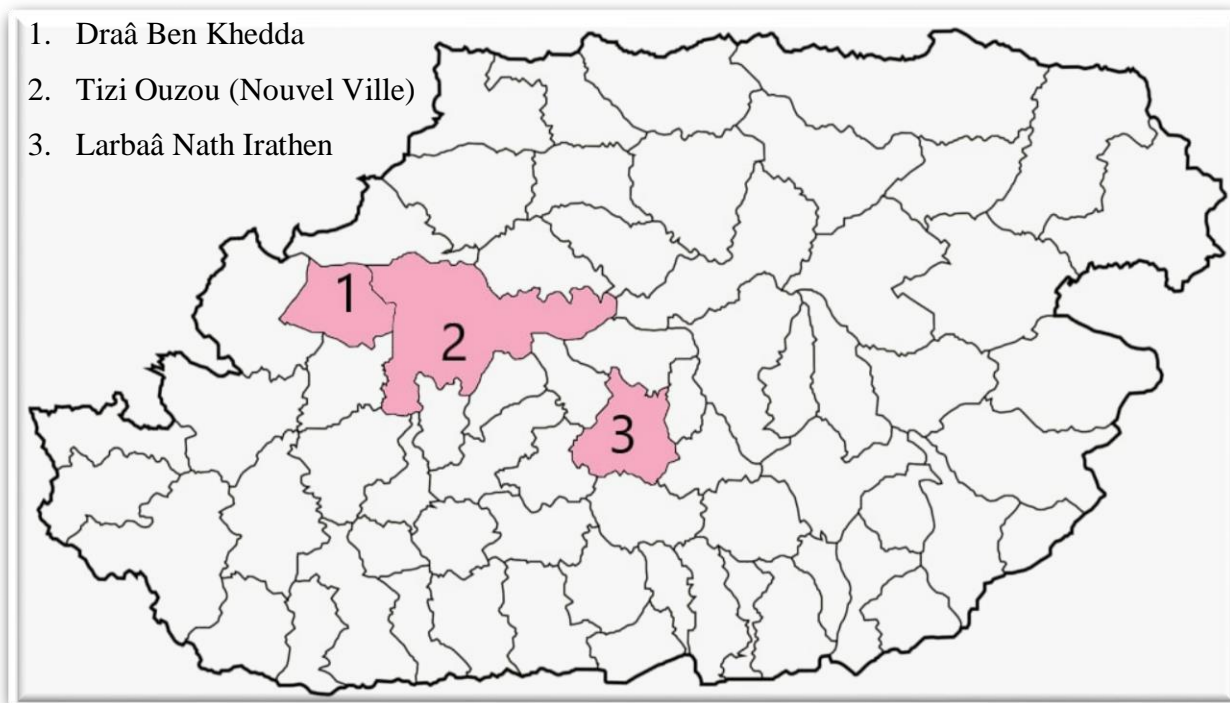 1. Draâ Ben Khedda
2. Tizi Ouzou (Nouvel Ville)
3. Larbaâ Nath Irathen
1
2
3